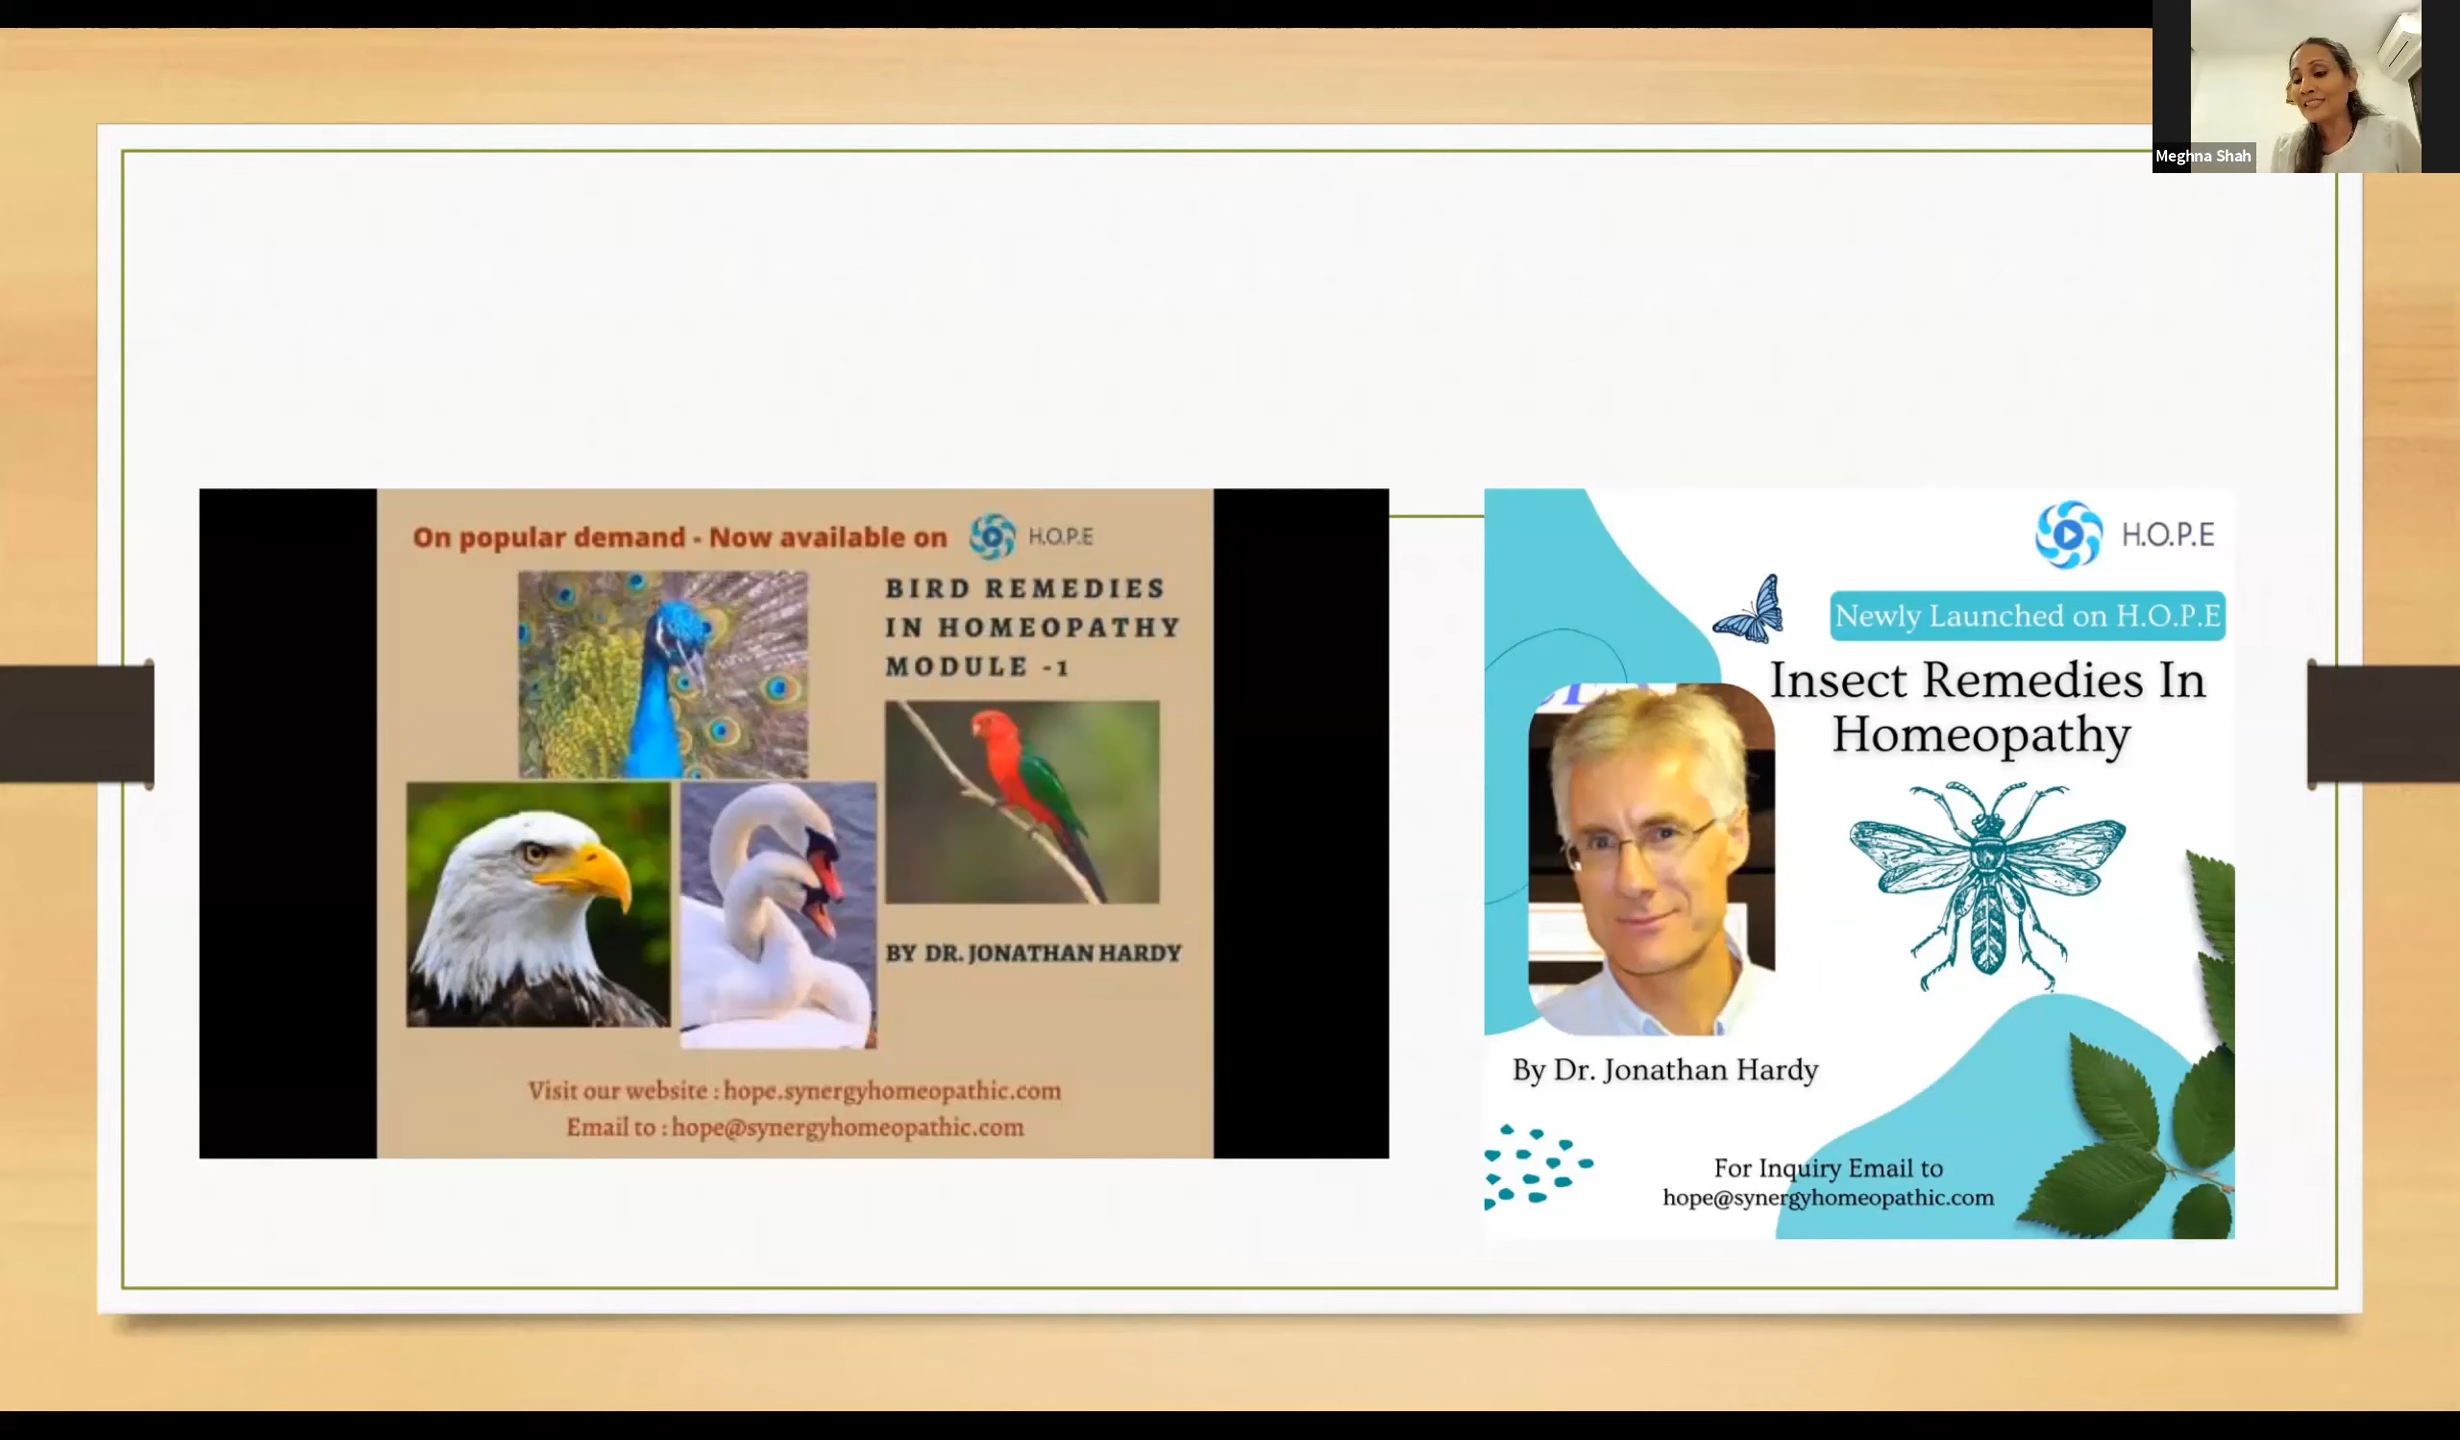 Meghna Shah
On popular demand - Now available on
H.O.P.E
BIRD REMEDIES
IN HOMEOPATHY
MODULE -1
BY DR. JONATHAN HARDY
Visit our website : hope.synergyhomeopathic.com
Email to : hope@synergyhomeopathic.com
H.O.P.E
Newly Launched on H.O.P.E
Insect Remedies In
Homeopathy
By Dr. Jonathan Hardy
For Inquiry Email to
hope@synergyhomeopathic.com